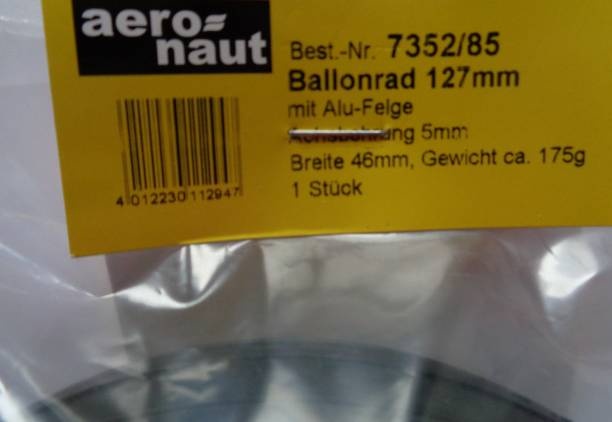 aero=
naut
Best.-Nr. 7352/85
Ballonrad 127mm
mit Alu-Felge
Achsbohrung 5mm
Breite 46mm, Gewicht ca. 175g
1 Stück
4 012230 112947